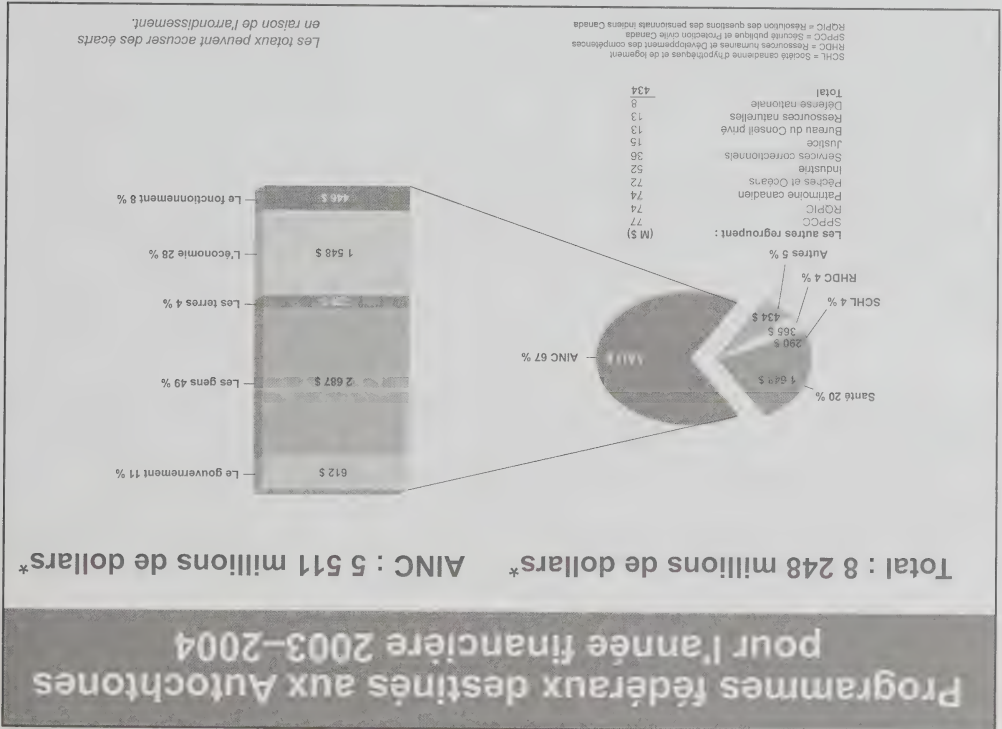 Programmes fédéraux destinés aux Autochtones
pour l'année financière 2003–2004
Total : 8 248 millions de dollars*
AINC : 5 511 millions de dollars*
Santé 20 %
SCHL 4 %
RHDC 4 %
Autres 5 %
AINC 67 %
290 $
365 $
434 $
Le gouvernement 11 %
612 $
Les gens 49 %
2 687 $
Les terres 4 %
L'économie 28 %
1 548 $
Le fonctionnement 8 %
446 $
Les autres regroupent : (M $)
SPPCC 77
RQPIC 74
Patrimoine canadien 74
Pêches et Océans 72
Industrie 52
Services correctionnels 36
Justice 15
Bureau du Conseil privé 13
Ressources naturelles 13
Défense nationale 8
Total 434
SCHL = Société canadienne d'hypothèques et de logement
RHDC = Ressources humaines et Développement des compétences
SPPCC = Sécurité publique et Protection civile Canada
RQPIC = Résolution des questions des pensionnats indiens Canada
Les totaux peuvent accuser des écarts
en raison de l'arrondissement.